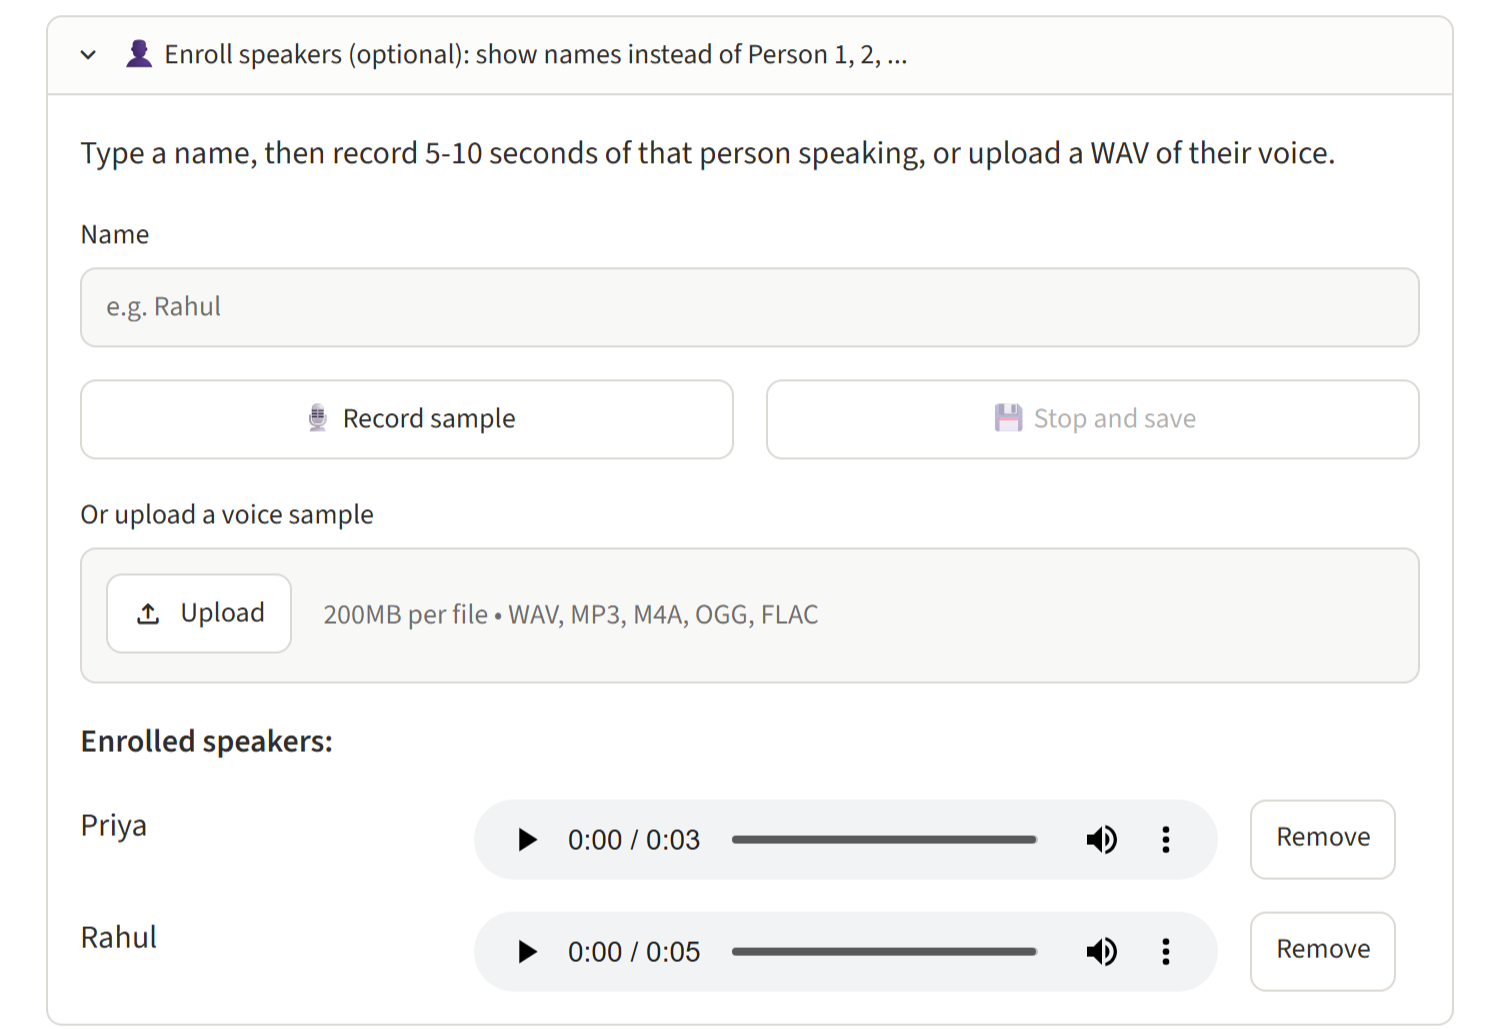 Enroll speakers (optional): show names instead of Person 1, 2, ...
Type a name, then record 5-10 seconds of that person speaking, or upload a WAV of their voice.
Name
e.g. Rahul
Record sample
Stop and save
Or upload a voice sample
Upload
200MB per file • WAV, MP3, M4A, OGG, FLAC
Enrolled speakers:
Priya
0:00 / 0:03
Remove
Rahul
0:00 / 0:05
Remove